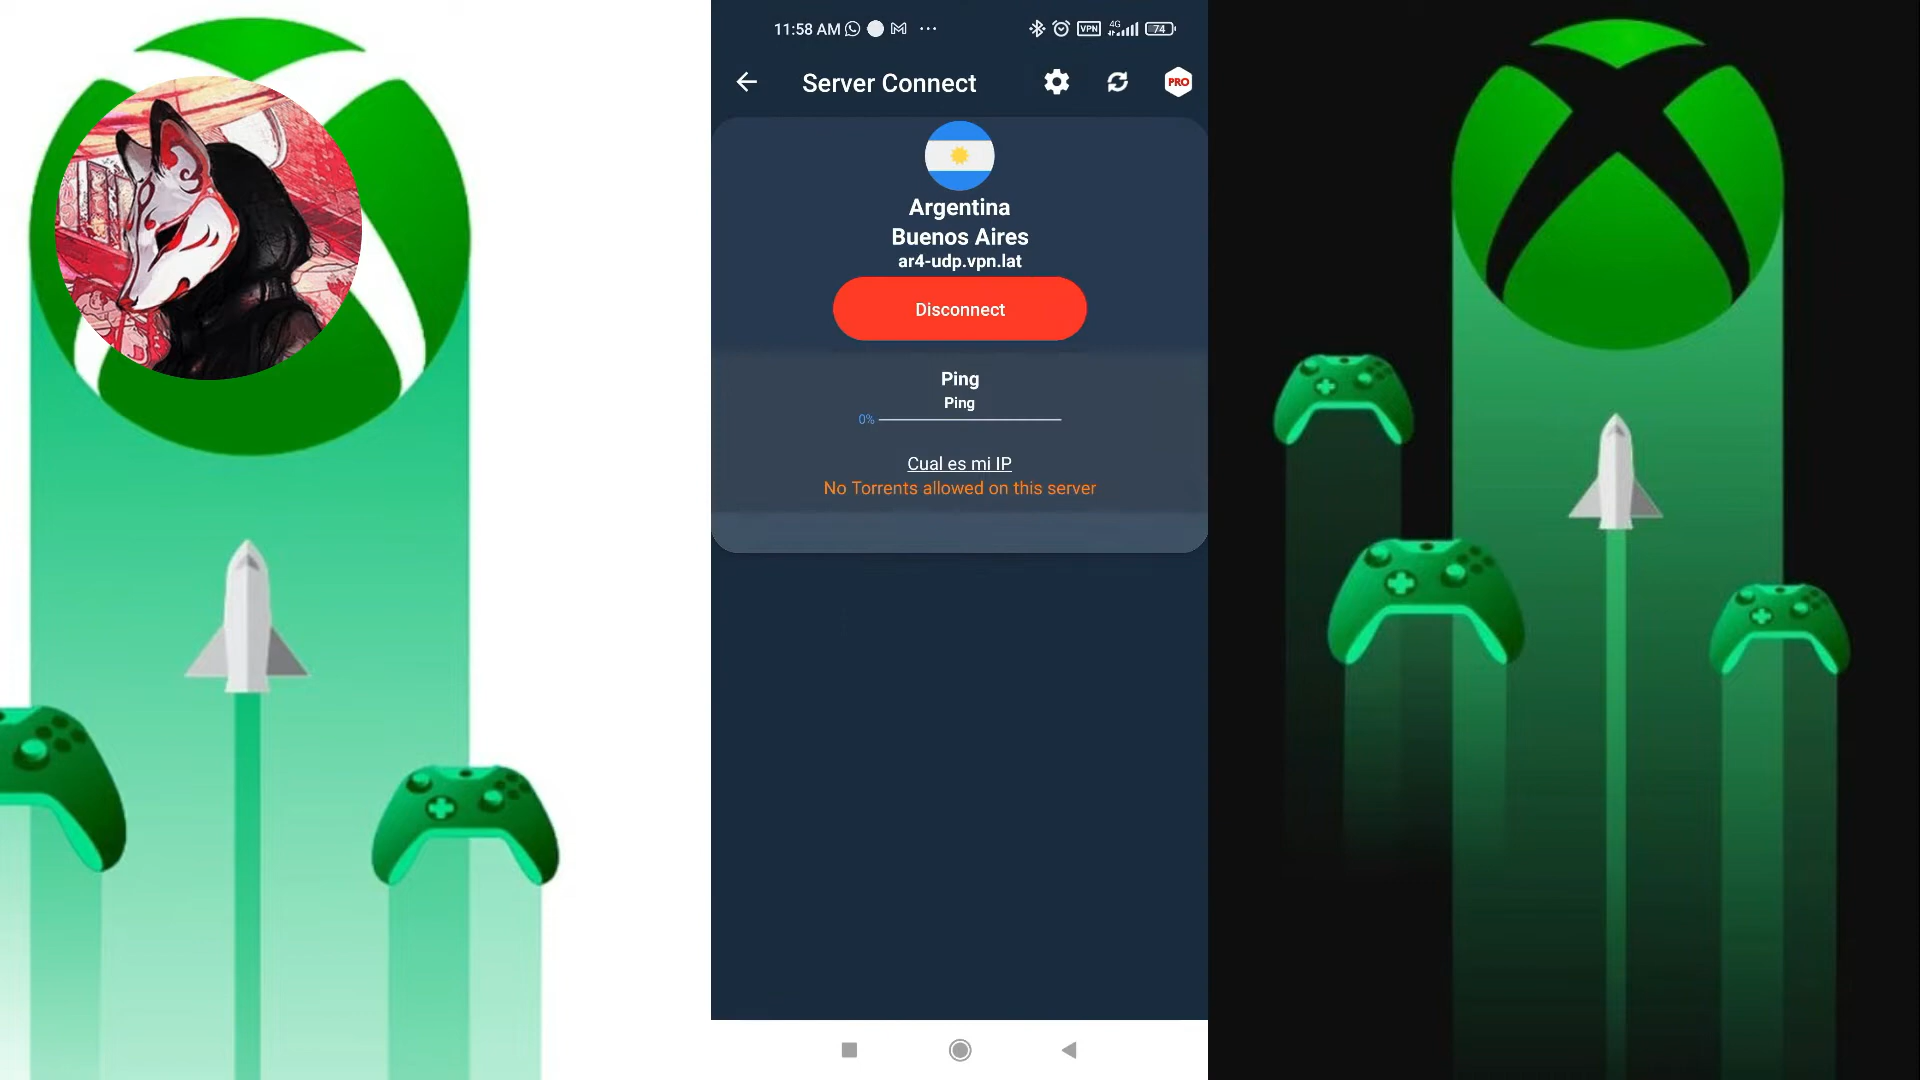 11:58 AM
VPN
4G
74
Server Connect
PRO
Argentina
Buenos Aires
ar4-udp.vpn.lat
Disconnect
Ping
Ping
0%
Cual es mi IP
No Torrents allowed on this server